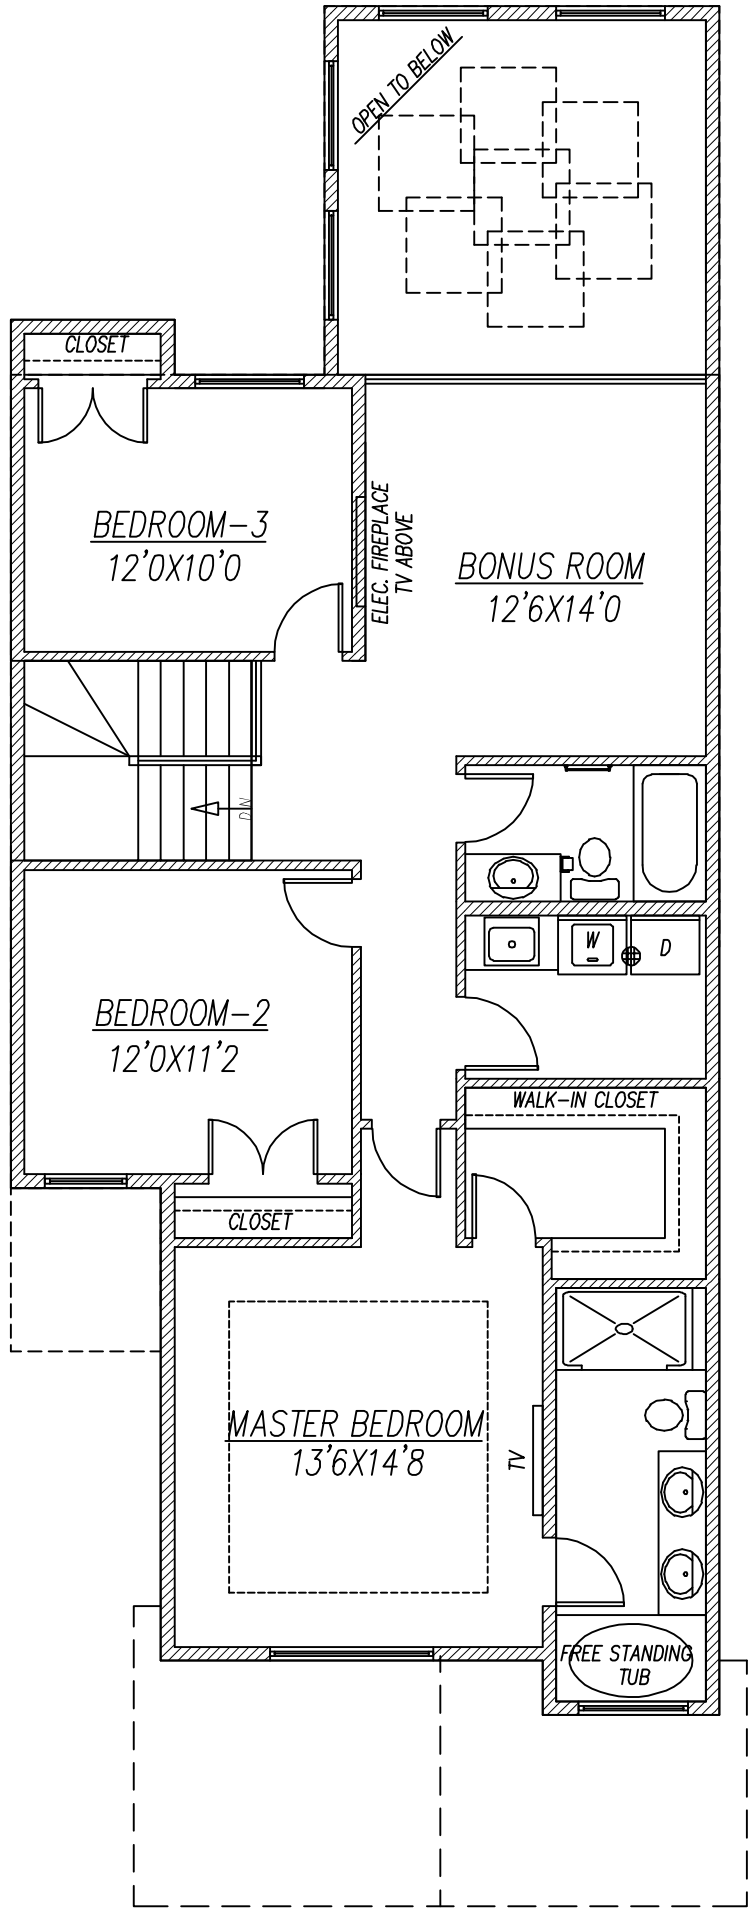 OPEN TO BELOW
CLOSET
BEDROOM-3
12'0X10'0
ELEC. FIREPLACE
TV ABOVE
BONUS ROOM
12'6X14'0
DN
W
D
BEDROOM-2
12'0X11'2
WALK-IN CLOSET
CLOSET
MASTER BEDROOM
13'6X14'8
TV
FREE STANDING
TUB